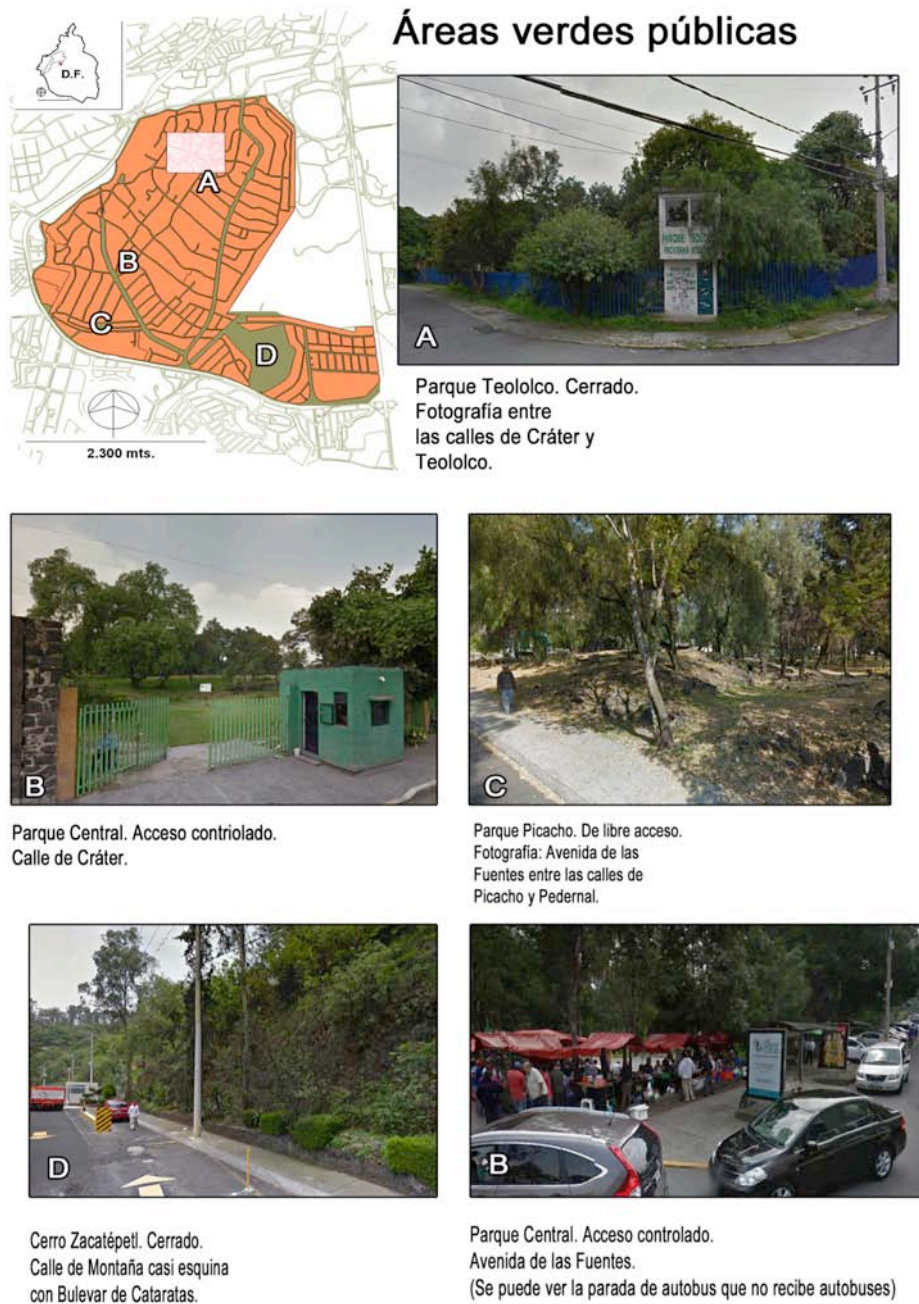 Áreas verdes públicas
D.F.
A
B
C
D
2.300 mts.
A
Parque Teololco. Cerrado.
Fotografía entre
las calles de Cráter y
Teololco.
B
Parque Central. Acceso contriolado.
Calle de Cráter.
C
Parque Picacho. De libre acceso.
Fotografía: Avenida de las
Fuentes entre las calles de
Picacho y Pedernal.
D
Cerro Zacatépetl. Cerrado.
Calle de Montaña casi esquina
con Bulevar de Cataratas.
B
Parque Central. Acceso controlado.
Avenida de las Fuentes.
(Se puede ver la parada de autobus que no recibe autobuses)